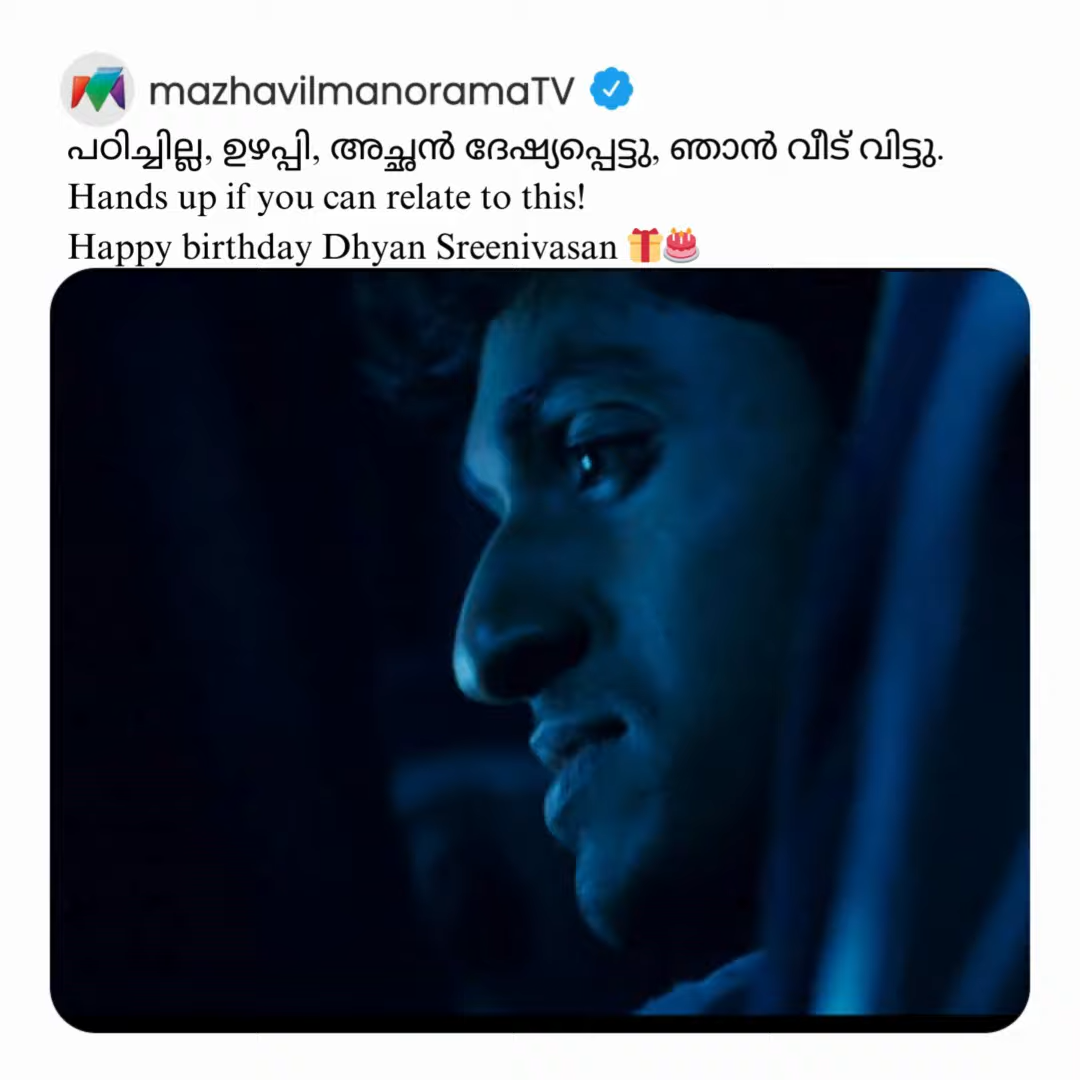 mazhavilmanoramaTV
പഠിച്ചില്ല, ഉഴപ്പി, അച്ഛൻ ദേഷ്യപ്പെട്ടു, ഞാൻ വീട് വിട്ടു.
Hands up if you can relate to this!
Happy birthday Dhyan Sreenivasan 🎁🎂